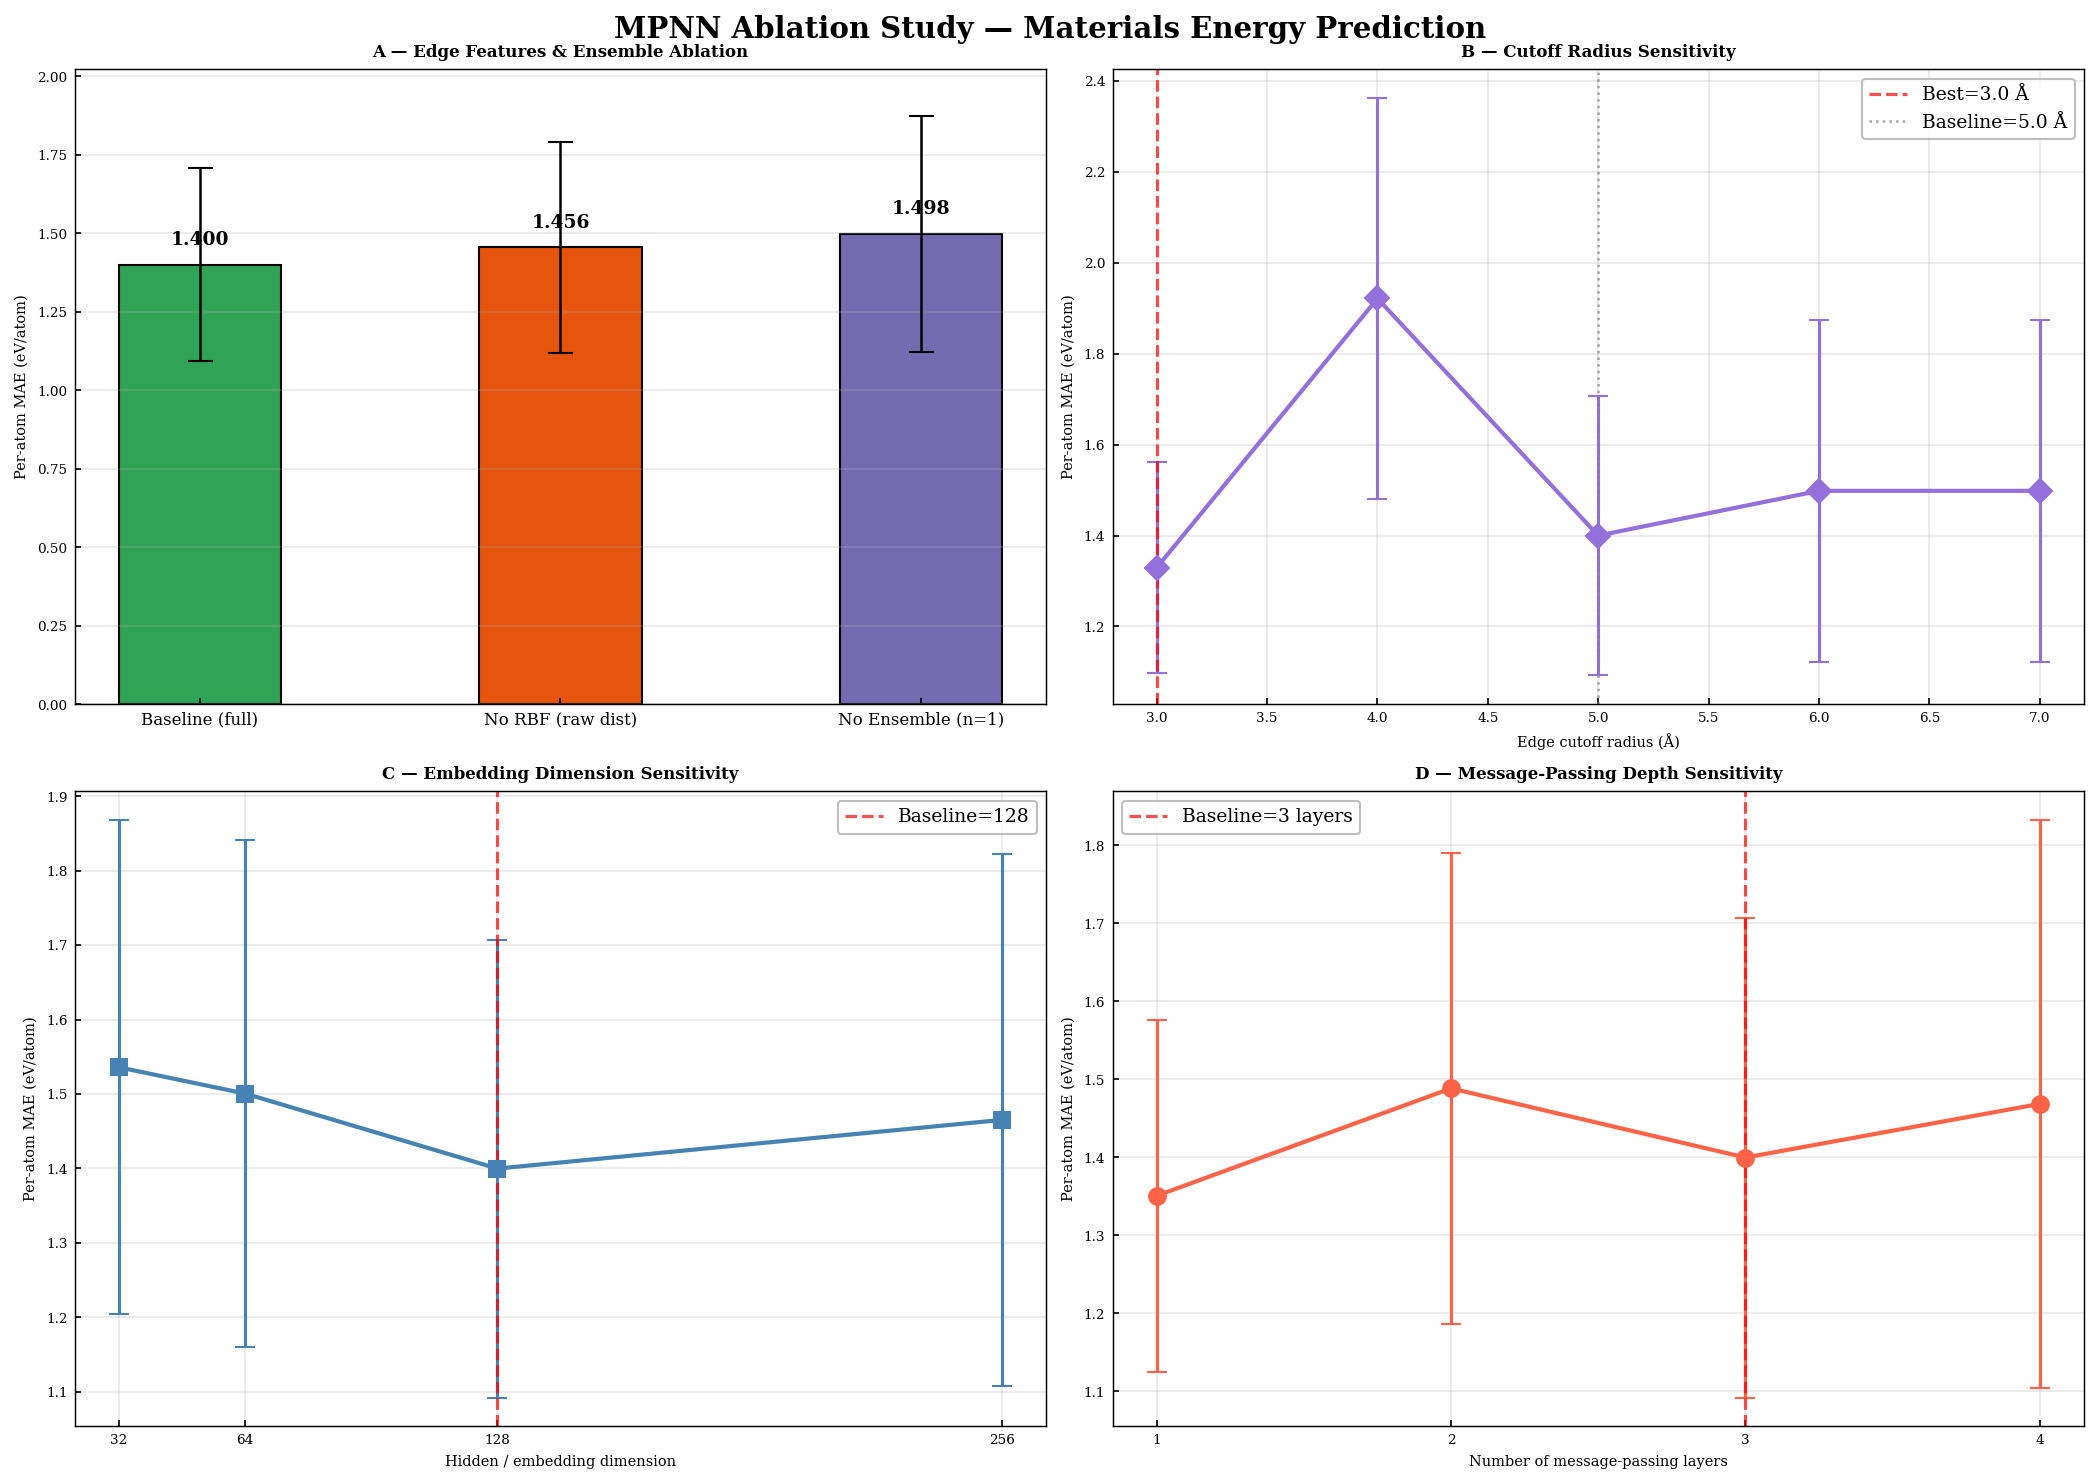 MPNN Ablation Study — Materials Energy Prediction
A — Edge Features & Ensemble Ablation
Per-atom MAE (eV/atom)
2.00
1.75
1.50
1.25
1.00
0.75
0.50
0.25
0.00
1.400
1.456
1.498
Baseline (full)
No RBF (raw dist)
No Ensemble (n=1)
B — Cutoff Radius Sensitivity
Per-atom MAE (eV/atom)
2.4
2.2
2.0
1.8
1.6
1.4
1.2
Best=3.0 Å
Baseline=5.0 Å
3.0 3.5 4.0 4.5 5.0 5.5 6.0 6.5 7.0
Edge cutoff radius (Å)
C — Embedding Dimension Sensitivity
Per-atom MAE (eV/atom)
1.9
1.8
1.7
1.6
1.5
1.4
1.3
1.2
1.1
Baseline=128
32 64 128 256
Hidden / embedding dimension
D — Message-Passing Depth Sensitivity
Per-atom MAE (eV/atom)
1.8
1.7
1.6
1.5
1.4
1.3
1.2
1.1
Baseline=3 layers
1 2 3 4
Number of message-passing layers